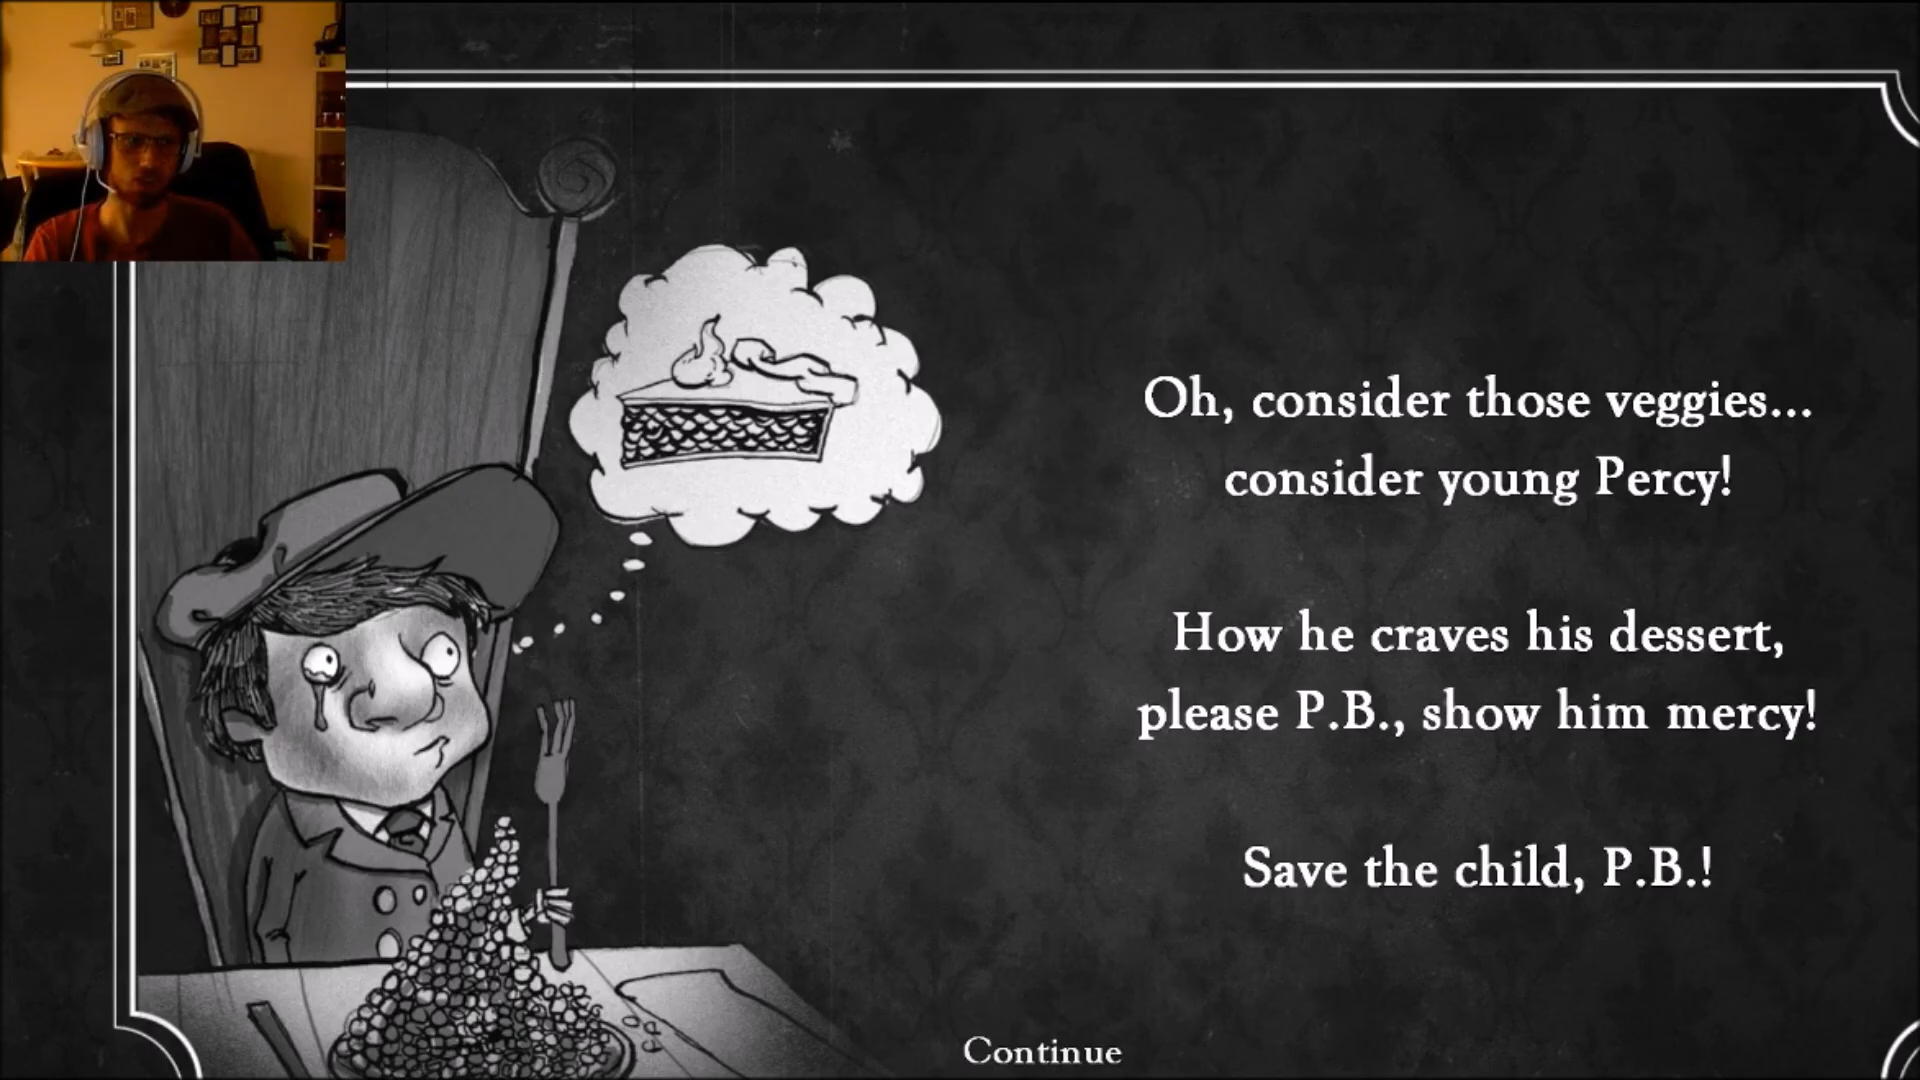 Oh, consider those veggies...
consider young Percy!
How he craves his dessert,
please P.B., show him mercy!
Save the child, P.B.!
Continue